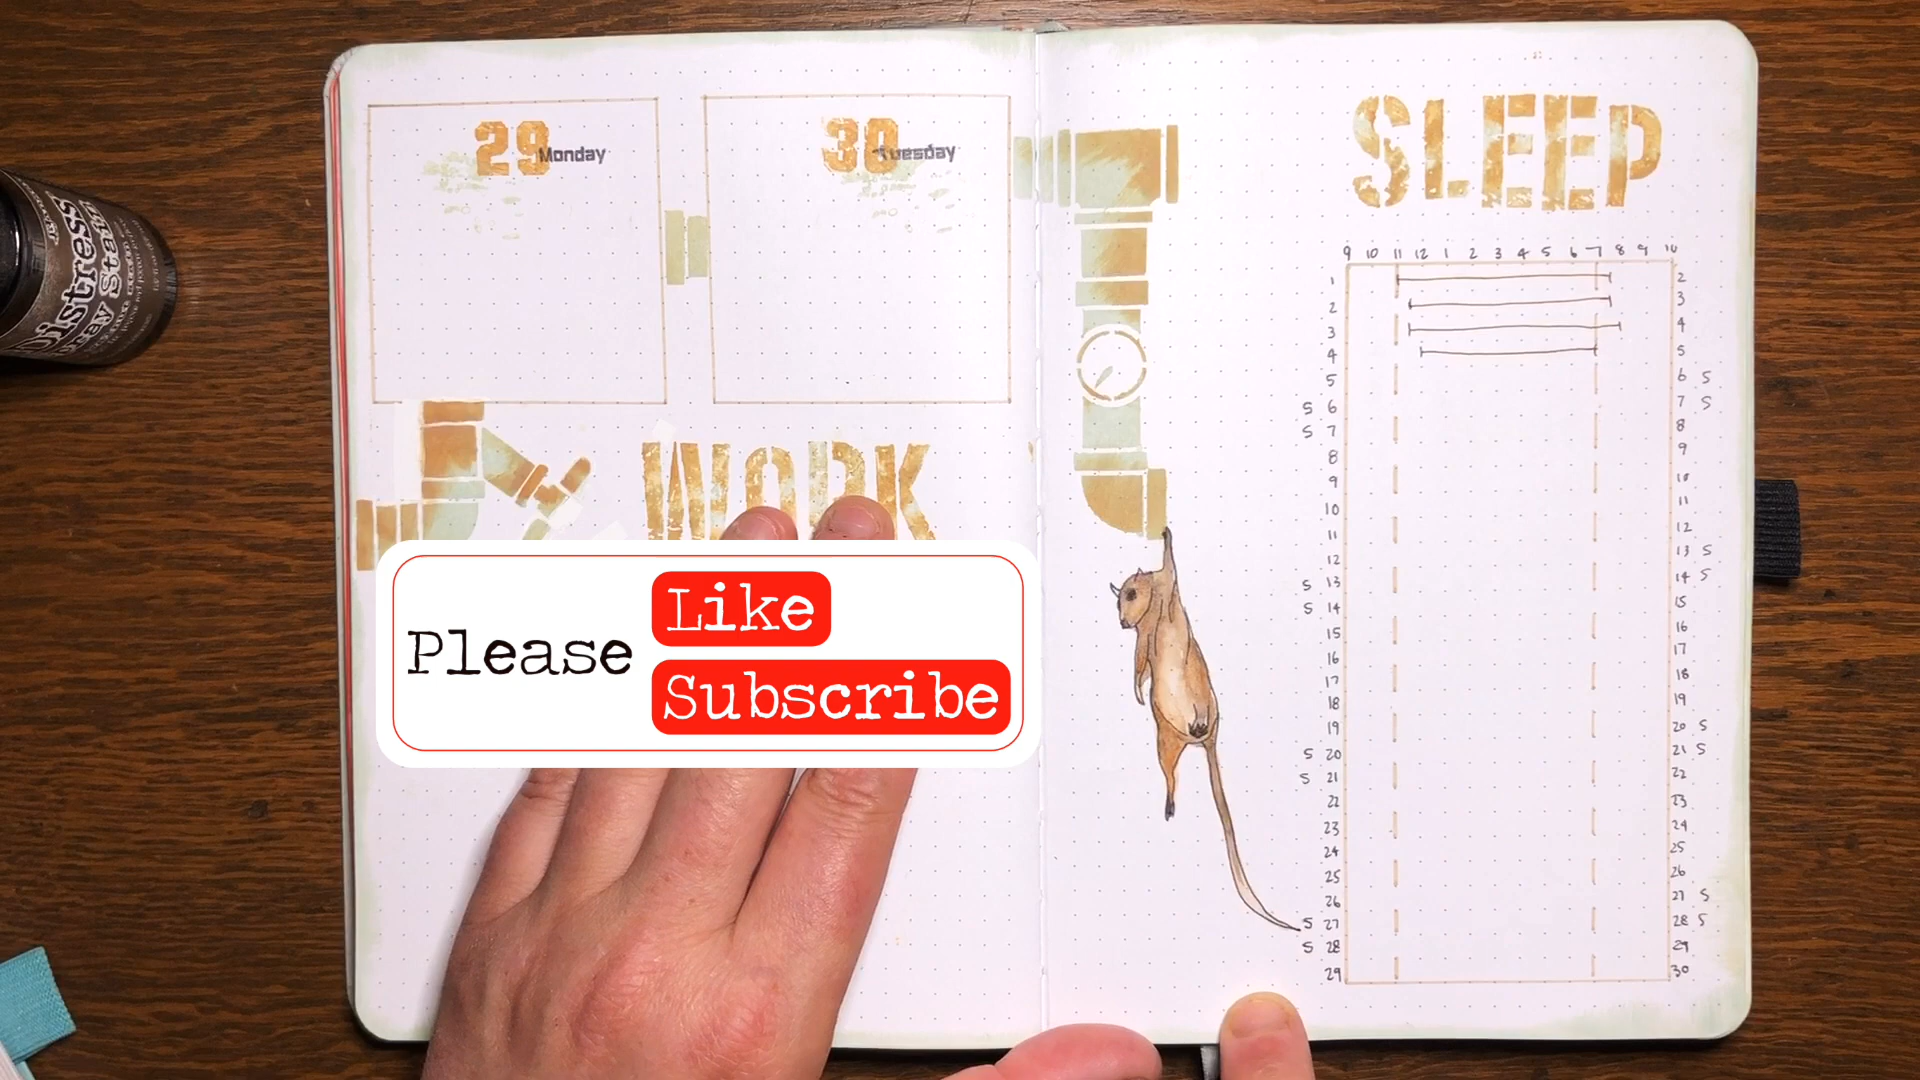 29 Monday
30 Tuesday
WORK
Please
Like
Subscribe
Distress
Spray Stain
SLEEP
9 10 11 12 1 2 3 4 5 6 7 8 9 10
1 2
2 3
3 4
4 5
5 6 S
S 6 7 S
S 7 8
8 9
9 10
10 11
11 12
12 13 S
S 13 14 S
S 14 15
15 16
16 17
17 18
18 19
19 20 S
S 20 21 S
S 21 22
22 23
23 24
24 25
25 26
26 27 S
S 27 28 S
S 28 29
29 30